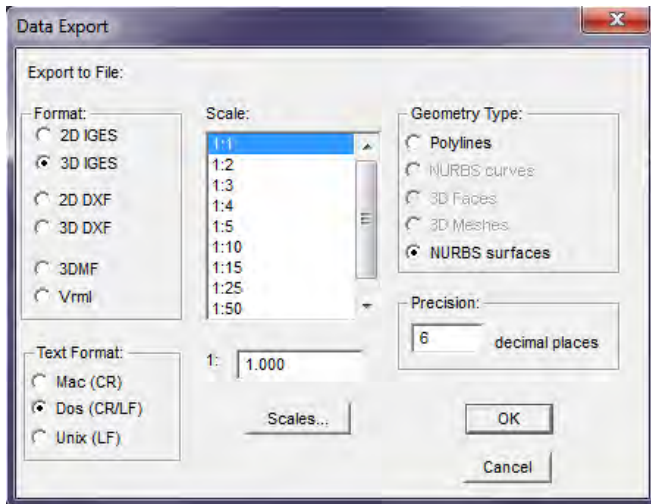 Data Export
Export to File:
Format:
2D IGES
3D IGES
2D DXF
3D DXF
3DMF
Vrml
Text Format:
Mac (CR)
Dos (CR/LF)
Unix (LF)
Scale:
1:1
1:2
1:3
1:4
1:5
1:10
1:15
1:25
1:50
1: 1.000
Scales...
Geometry Type:
Polylines
NURBS curves
3D Faces
3D Meshes
NURBS surfaces
Precision:
6 decimal places
OK
Cancel